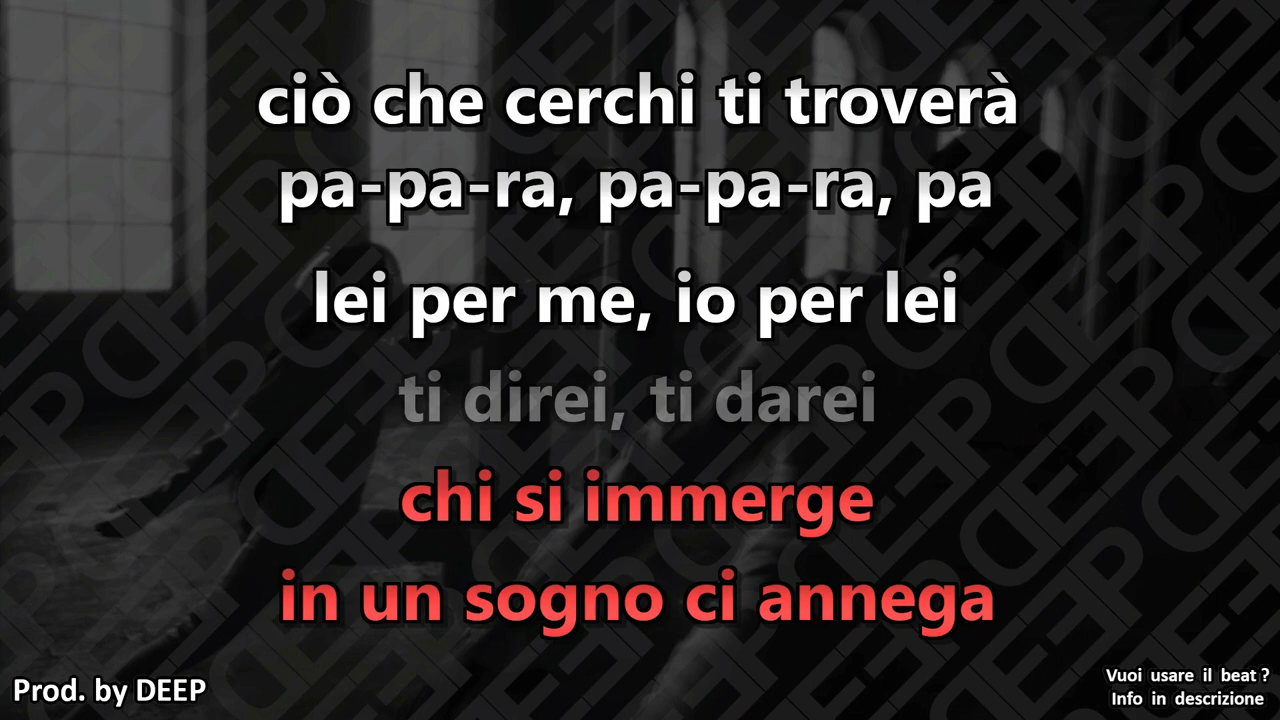 ciò che cerchi ti troverà
pa-pa-ra, pa-pa-ra, pa
lei per me, io per lei
ti direi, ti darei
chi si immerge
in un sogno ci annega
Prod. by DEEP
Vuoi usare il beat ?
Info in descrizione